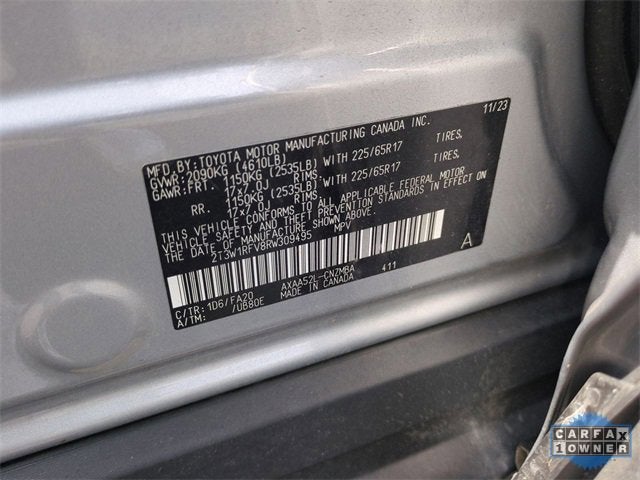 MFD.BY:TOYOTA MOTOR MANUFACTURING CANADA INC. 11/23
GVWR:2090KG (4610LB)
GAWR:FRT. 1150KG (2535LB) WITH 225/65R17 TIRES,
17x7.0J RIMS,
RR. 1150KG (2535LB) WITH 225/65R17 TIRES,
17x7.0J RIMS.
THIS VEHICLE CONFORMS TO ALL APPLICABLE FEDERAL MOTOR
VEHICLE SAFETY AND THEFT PREVENTION STANDARDS IN EFFECT ON
THE DATE OF MANUFACTURE SHOWN ABOVE.
2T3W1RFV8RW309495 MPV
A
C/TR:1D6/FA20 AXAA52L-CNZMBA 411
A/TM: /UB80E MADE IN CANADA
CARFAX
1 OWNER